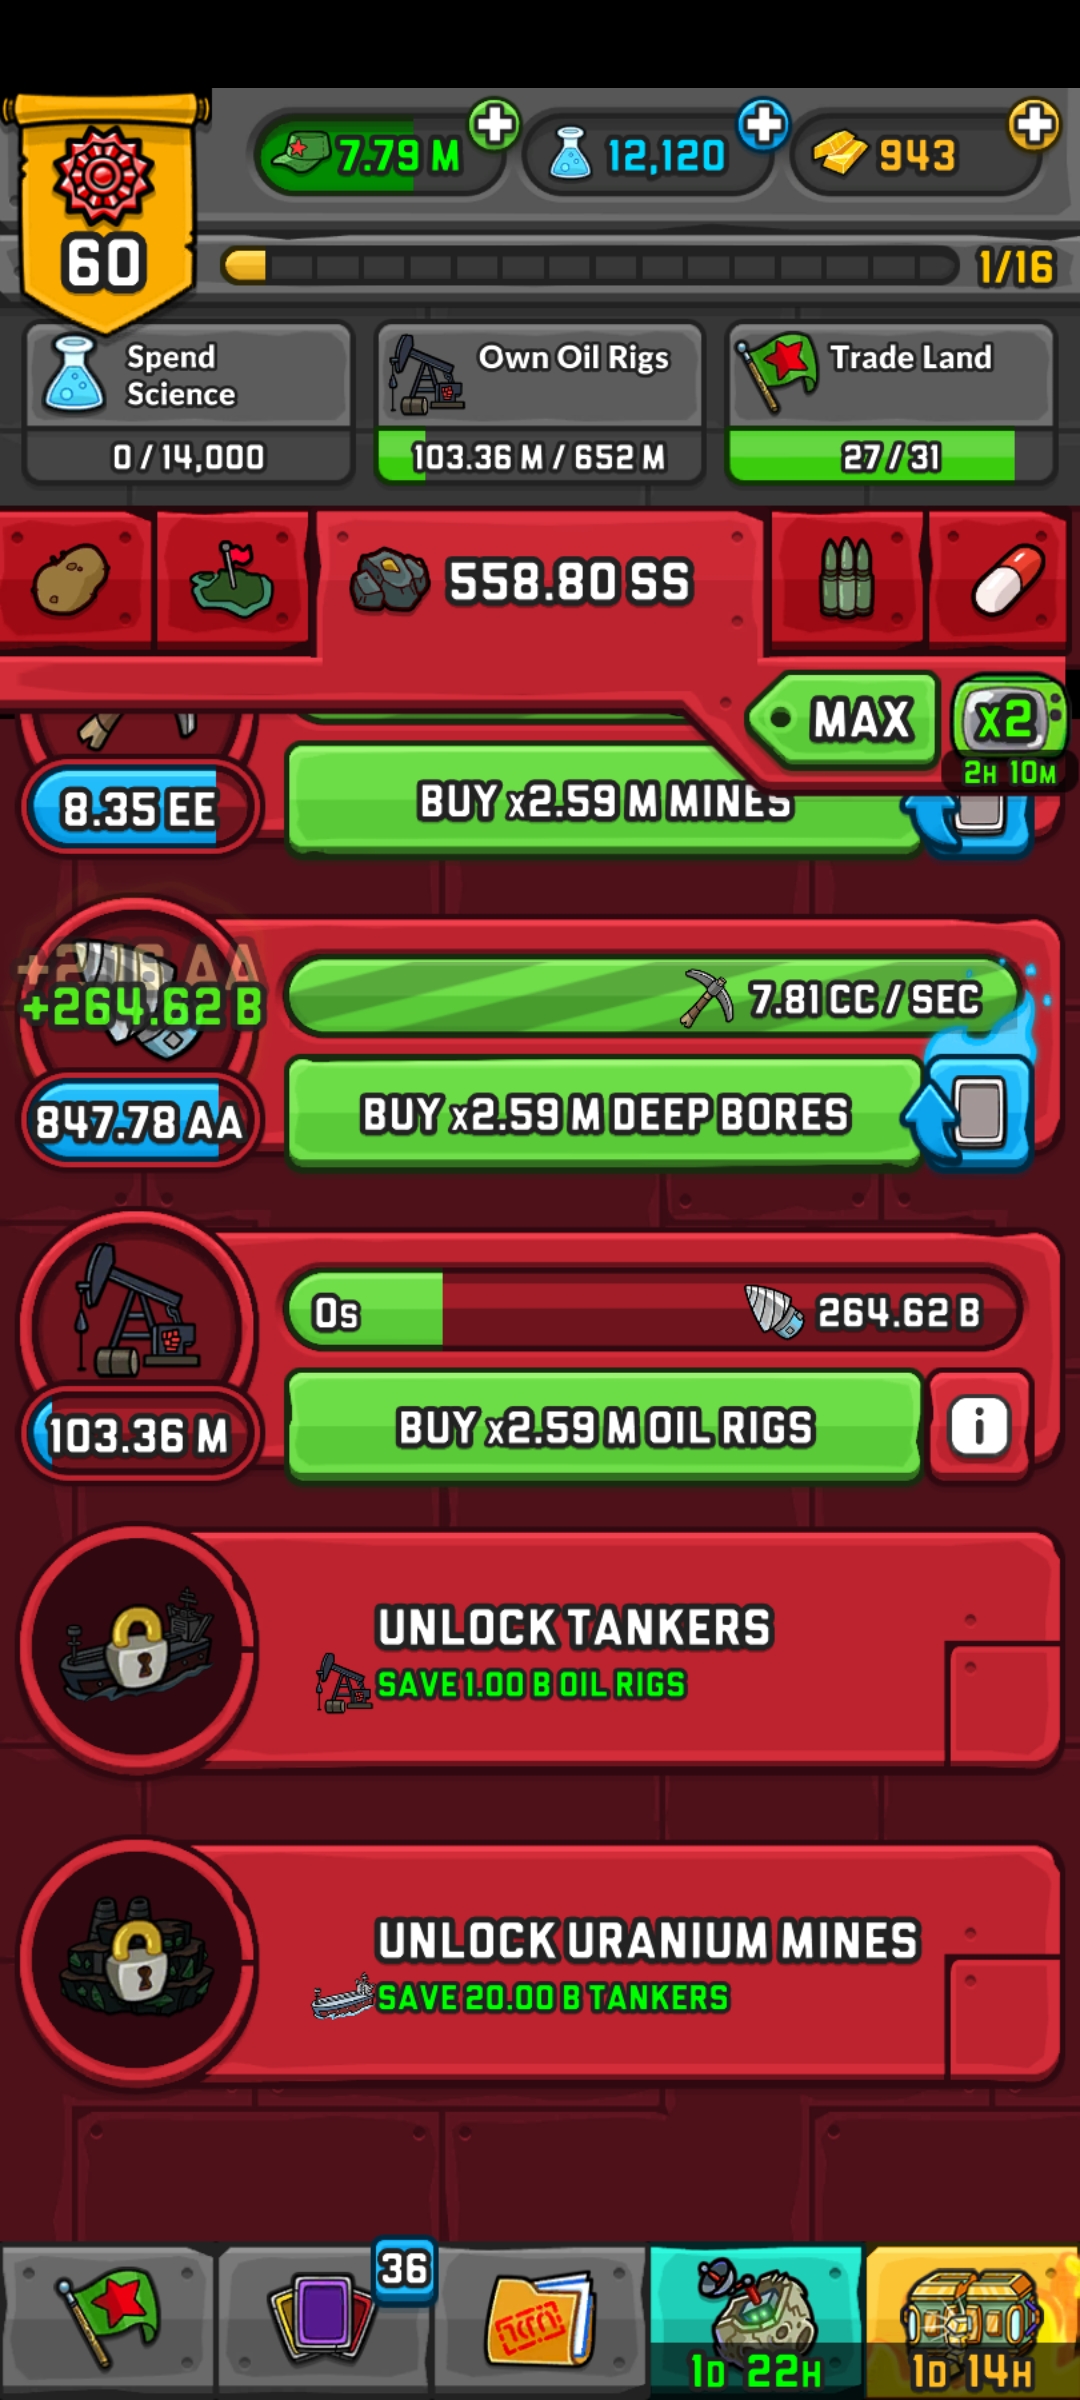 7.79 M
12,120
943
60
1/16
Spend
Science
0 / 14,000
Own Oil Rigs
103.36 M / 652 M
Trade Land
27 / 31
558.80 SS
MAX
x2
2H 10M
8.35 EE
BUY x2.59 M MINES
+264.62 B
7.81 CC / SEC
847.78 AA
BUY x2.59 M DEEP BORES
0s
264.62 B
103.36 M
BUY x2.59 M OIL RIGS
i
UNLOCK TANKERS
SAVE 1.00 B OIL RIGS
UNLOCK URANIUM MINES
SAVE 20.00 B TANKERS
36
1D 22H
1D 14H